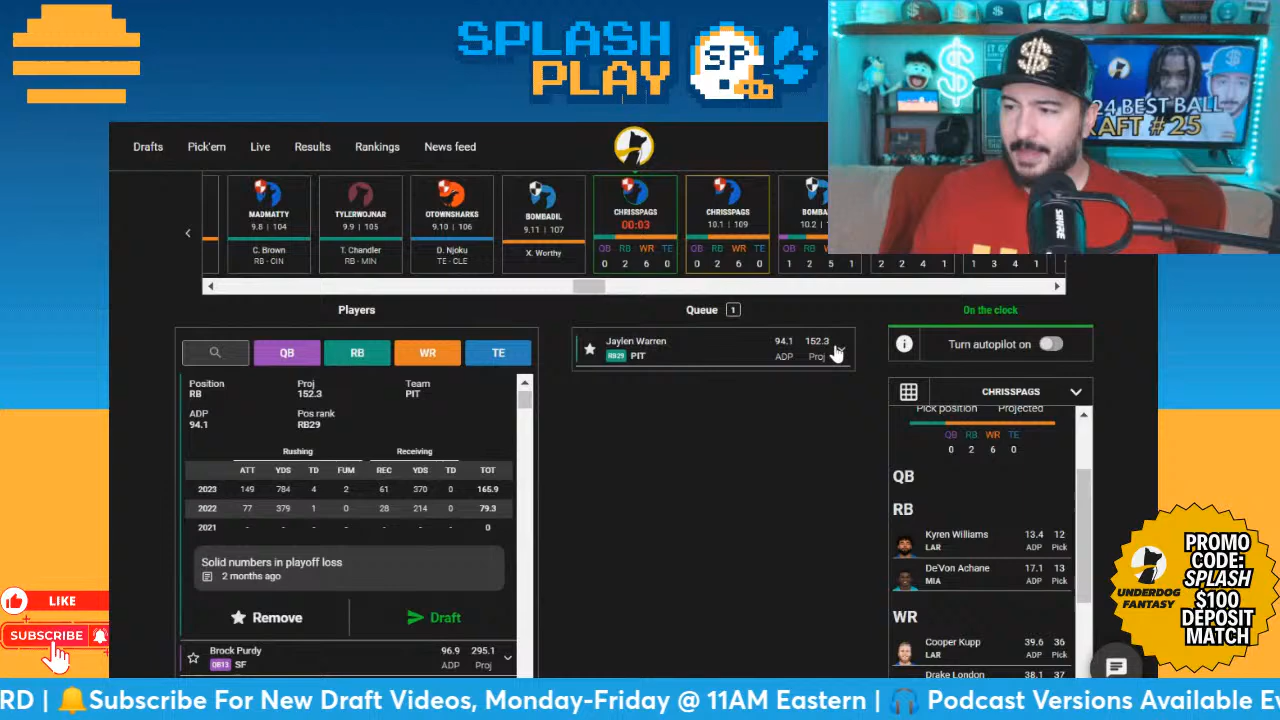 SPLASH
PLAY
SP
24 BEST BALL
RAFT # 25
Drafts Pick'em Live Results Rankings News feed
MADMATTY
9.8 | 104
C. Brown
RB - CIN
TYLERWOJNAR
9.9 | 105
T. Chandler
RB - MIN
OTOWNSHARKS
9.10 | 106
D. Njoku
TE - CLE
BOMBADIL
9.11 | 107
X. Worthy
CHRISSPAGS
00:03
QB RB WR TE
0 2 6 0
CHRISSPAGS
10.1 | 109
QB RB WR TE
0 2 6 0
BOMBA
10.2 |
QB RB WR TE
1 2 5 1
2 2 4 1
1 3 4 1
Players
Queue 1
On the clock
QB RB WR TE
Jaylen Warren
RB29 PIT
94.1 152.3
ADP Proj
Turn autopilot on
CHRISSPAGS
Position Proj Team
RB 152.3 PIT
ADP Pos rank
94.1 RB29
Rushing Receiving
ATT YDS TD FUM REC YDS TD TOT
2023 149 784 4 2 61 370 0 165.9
2022 77 379 1 0 28 214 0 79.3
2021 - - - - - - - 0
Solid numbers in playoff loss
2 months ago
Remove Draft
Brock Purdy
QB13 SF
96.9 295.1
ADP Proj
Pick position Projected
QB RB WR TE
0 2 6 0
QB
RB
Kyren Williams
LAR
13.4 12
ADP Pick
De'Von Achane
MIA
17.1 13
ADP Pick
WR
Cooper Kupp
LAR
39.6 36
ADP Pick
Drake London
38.1 37
LIKE
SUBSCRIBE
UNDERDOG
FANTASY
PROMO
CODE:
SPLASH
$100
DEPOSIT
MATCH
RD | 🔔Subscribe For New Draft Videos, Monday-Friday @ 11AM Eastern | 🎧 Podcast Versions Available Ev